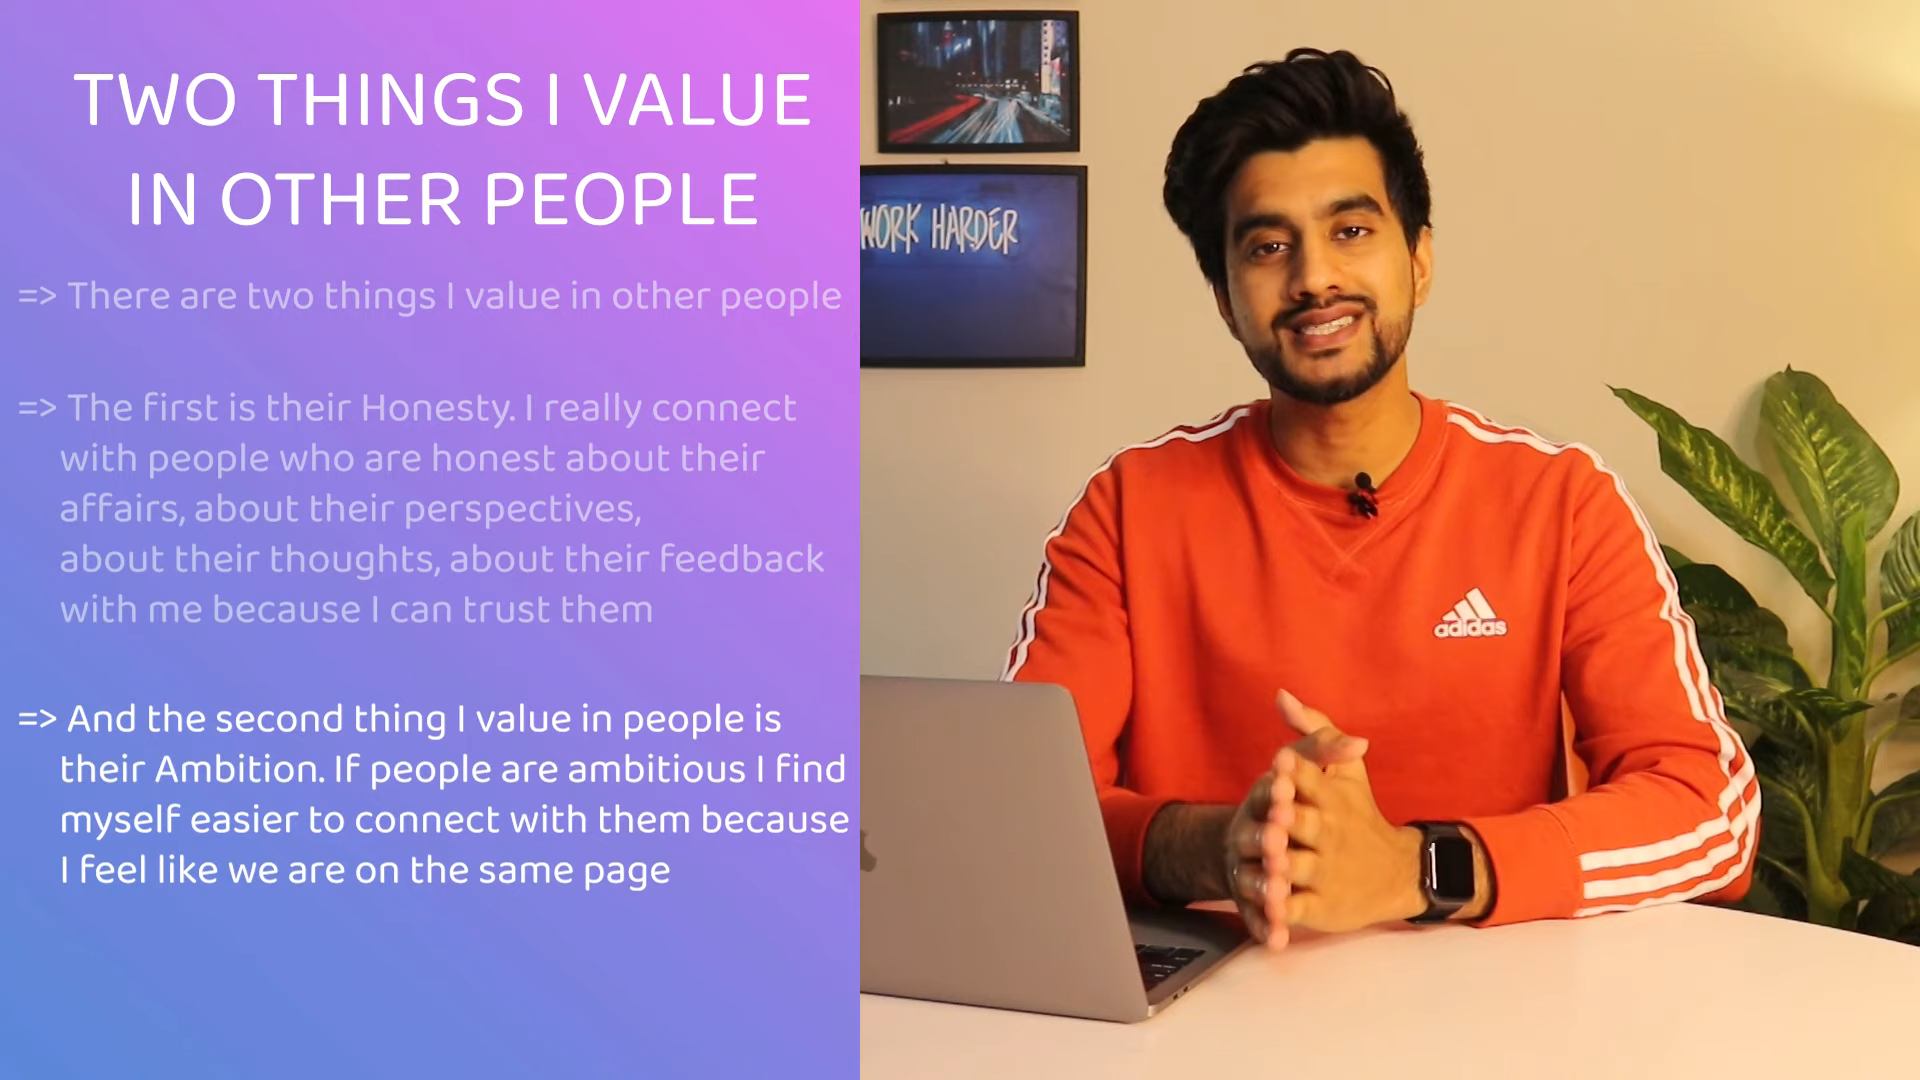 TWO THINGS I VALUE
IN OTHER PEOPLE
=> There are two things I value in other people
=> The first is their Honesty. I really connect
with people who are honest about their
affairs, about their perspectives,
about their thoughts, about their feedback
with me because I can trust them
=> And the second thing I value in people is
their Ambition. If people are ambitious I find
myself easier to connect with them because
I feel like we are on the same page
WORK HARDER
adidas